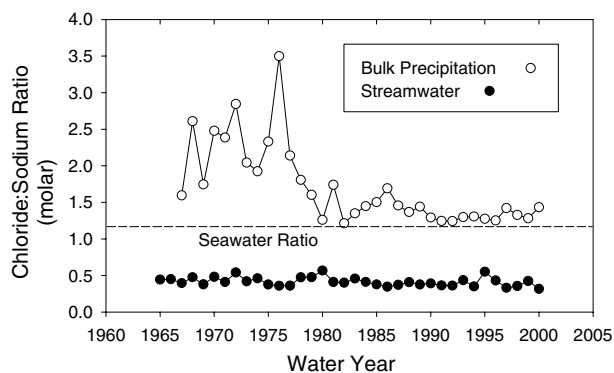 4.0
3.5
3.0
2.5
2.0
1.5
1.0
0.5
0.0
Chloride:Sodium Ratio
(molar)
Bulk Precipitation
Streamwater
Seawater Ratio
1960 1965 1970 1975 1980 1985 1990 1995 2000 2005
Water Year